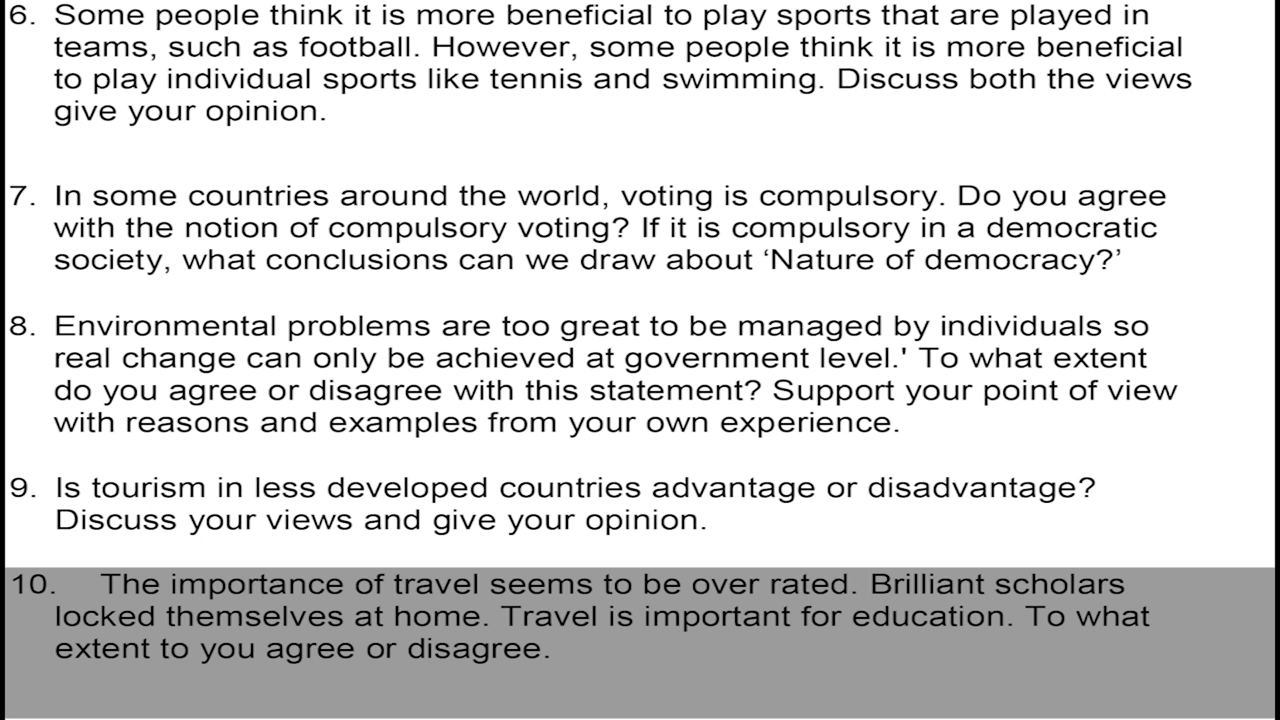 6. Some people think it is more beneficial to play sports that are played in
teams, such as football. However, some people think it is more beneficial
to play individual sports like tennis and swimming. Discuss both the views
give your opinion.
7. In some countries around the world, voting is compulsory. Do you agree
with the notion of compulsory voting? If it is compulsory in a democratic
society, what conclusions can we draw about ‘Nature of democracy?’
8. Environmental problems are too great to be managed by individuals so
real change can only be achieved at government level.' To what extent
do you agree or disagree with this statement? Support your point of view
with reasons and examples from your own experience.
9. Is tourism in less developed countries advantage or disadvantage?
Discuss your views and give your opinion.
10. The importance of travel seems to be over rated. Brilliant scholars
locked themselves at home. Travel is important for education. To what
extent to you agree or disagree.